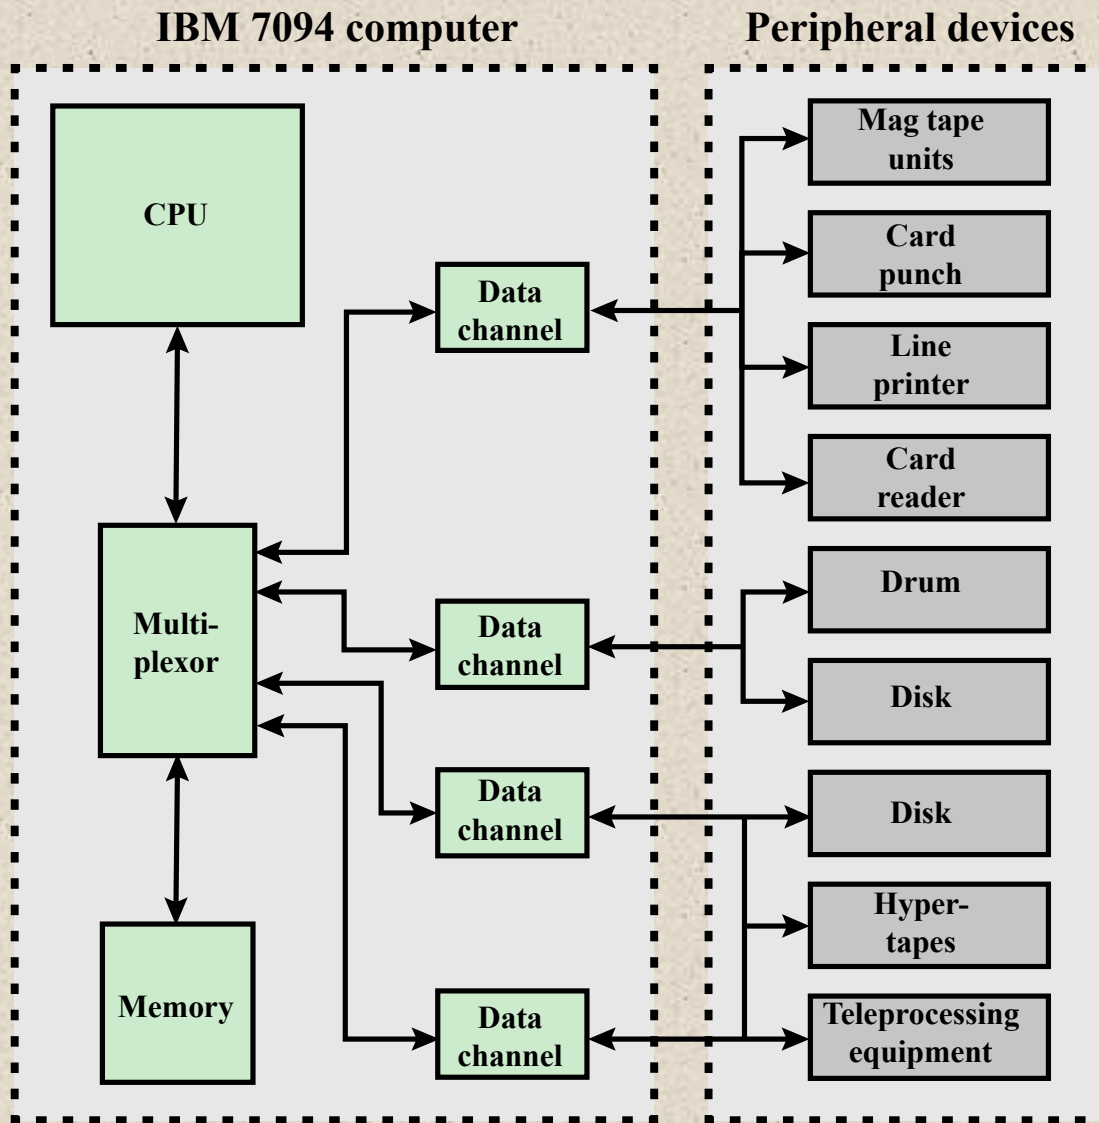 IBM 7094 computer
Peripheral devices
CPU
Data
channel
Multi-
plexor
Data
channel
Data
channel
Memory
Data
channel
Mag tape
units
Card
punch
Line
printer
Card
reader
Drum
Disk
Disk
Hyper-
tapes
Teleprocessing
equipment